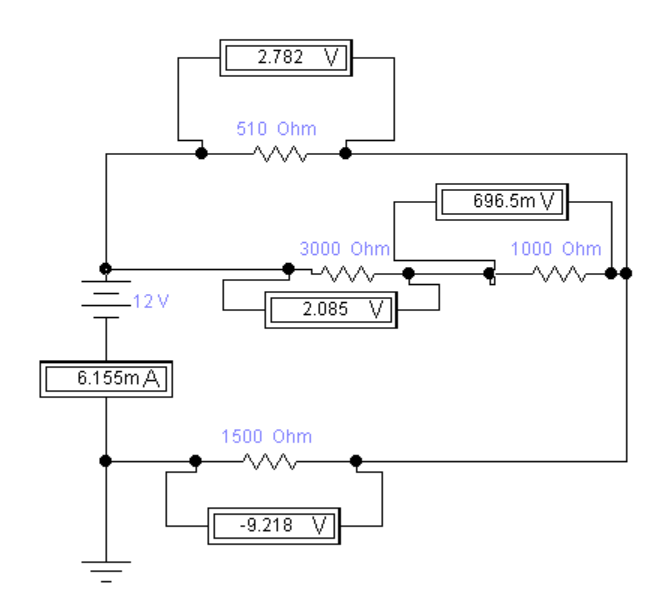 2.782 V
510 Ohm
696.5m V
3000 Ohm
1000 Ohm
12 V
2.085 V
6.155m A
1500 Ohm
-9.218 V